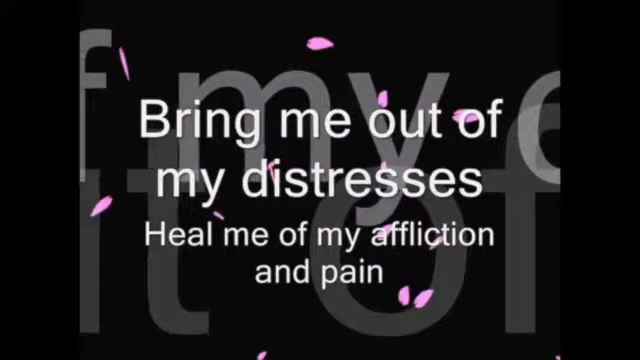 Bring me out of
my distresses
Heal me of my affliction
and pain